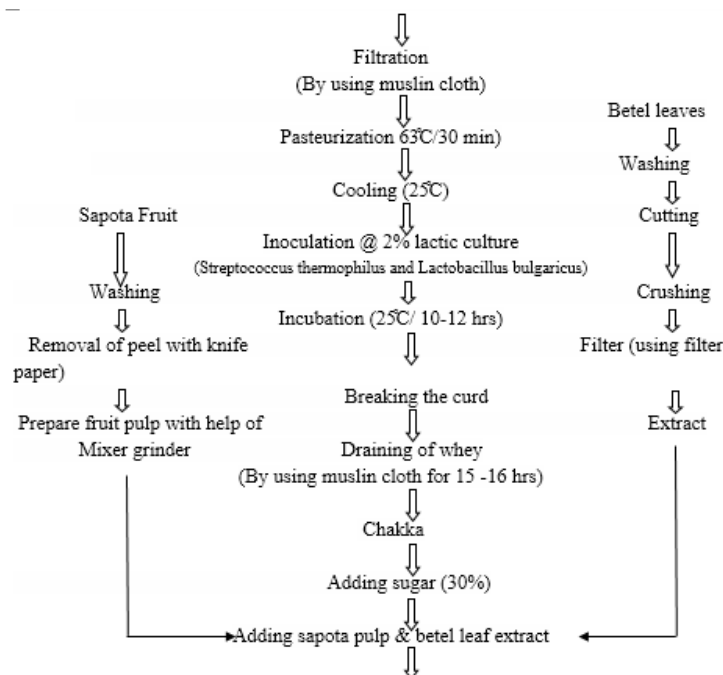 Filtration
(By using muslin cloth)
Betel leaves
Pasteurization 63℃/30 min)
Washing
Cooling (25℃)
Sapota Fruit
Cutting
Inoculation @ 2% lactic culture
(Streptococcus thermophilus and Lactobacillus bulgaricus)
Washing
Crushing
Incubation (25℃/ 10-12 hrs)
Removal of peel with knife
Filter (using filter
paper)
Breaking the curd
Prepare fruit pulp with help of
Extract
Mixer grinder
Draining of whey
(By using muslin cloth for 15 -16 hrs)
Chakka
Adding sugar (30%)
Adding sapota pulp & betel leaf extract